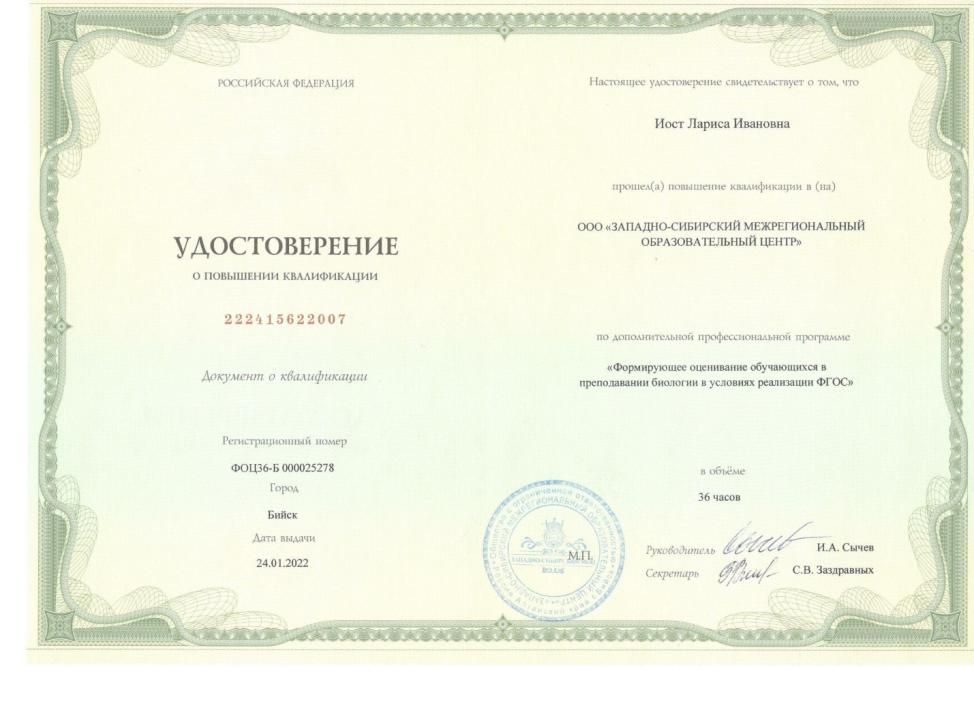 РОССИЙСКАЯ ФЕДЕРАЦИЯ
УДОСТОВЕРЕНИЕ
О ПОВЫШЕНИИ КВАЛИФИКАЦИИ
222415622007
Документ о квалификации
Регистрационный номер
ФОЦ36-Б 000025278
Город
Бийск
Дата выдачи
24.01.2022
Настоящее удостоверение свидетельствует о том, что
Иост Лариса Ивановна
прошел(а) повышение квалификации в (на)
ООО «ЗАПАДНО-СИБИРСКИЙ МЕЖРЕГИОНАЛЬНЫЙ
ОБРАЗОВАТЕЛЬНЫЙ ЦЕНТР»
по дополнительной профессиональной программе
«Формирующее оценивание обучающихся в
преподавании биологии в условиях реализации ФГОС»
в объёме
36 часов
М.П.
Руководитель И.А. Сычев
Секретарь С.В. Заздравных